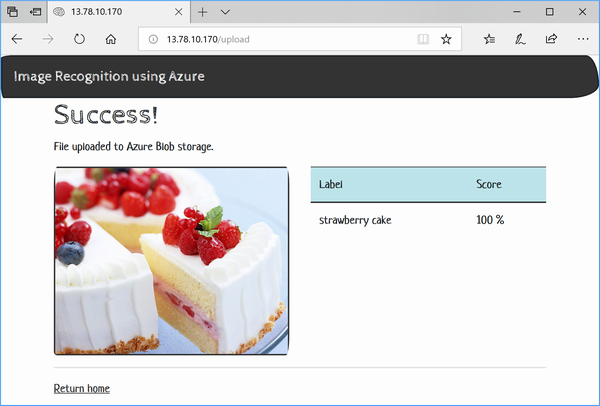 13.78.10.170
13.78.10.170/upload
Image Recognition using Azure
Success!
File uploaded to Azure Blob storage.
Label Score
strawberry cake 100 %
Return home